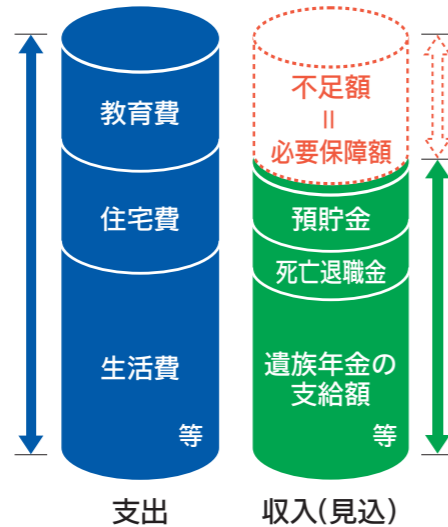 教育費
住宅費
生活費
等
支出
不足額
＝
必要保障額
預貯金
死亡退職金
遺族年金の
支給額
等
収入(見込)